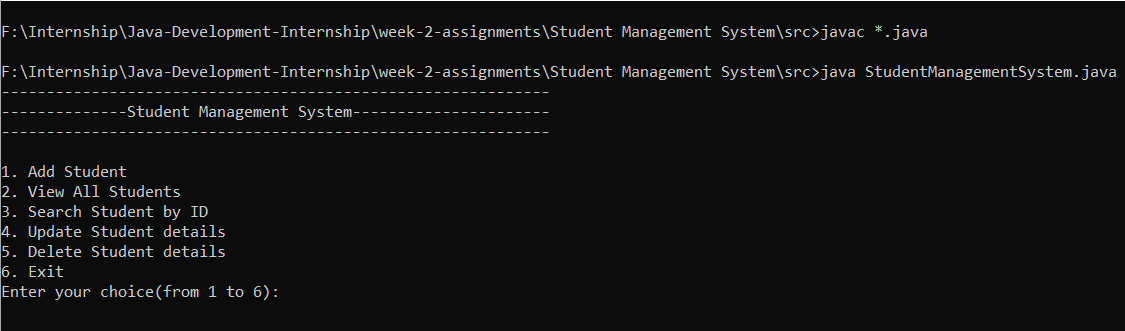 F:\Internship\Java-Development-Internship\week-2-assignments\Student Management System\src>javac *.java
F:\Internship\Java-Development-Internship\week-2-assignments\Student Management System\src>java StudentManagementSystem.java
-------------------------------------------------------------
--------------Student Management System----------------------
-------------------------------------------------------------
1. Add Student
2. View All Students
3. Search Student by ID
4. Update Student details
5. Delete Student details
6. Exit
Enter your choice(from 1 to 6):